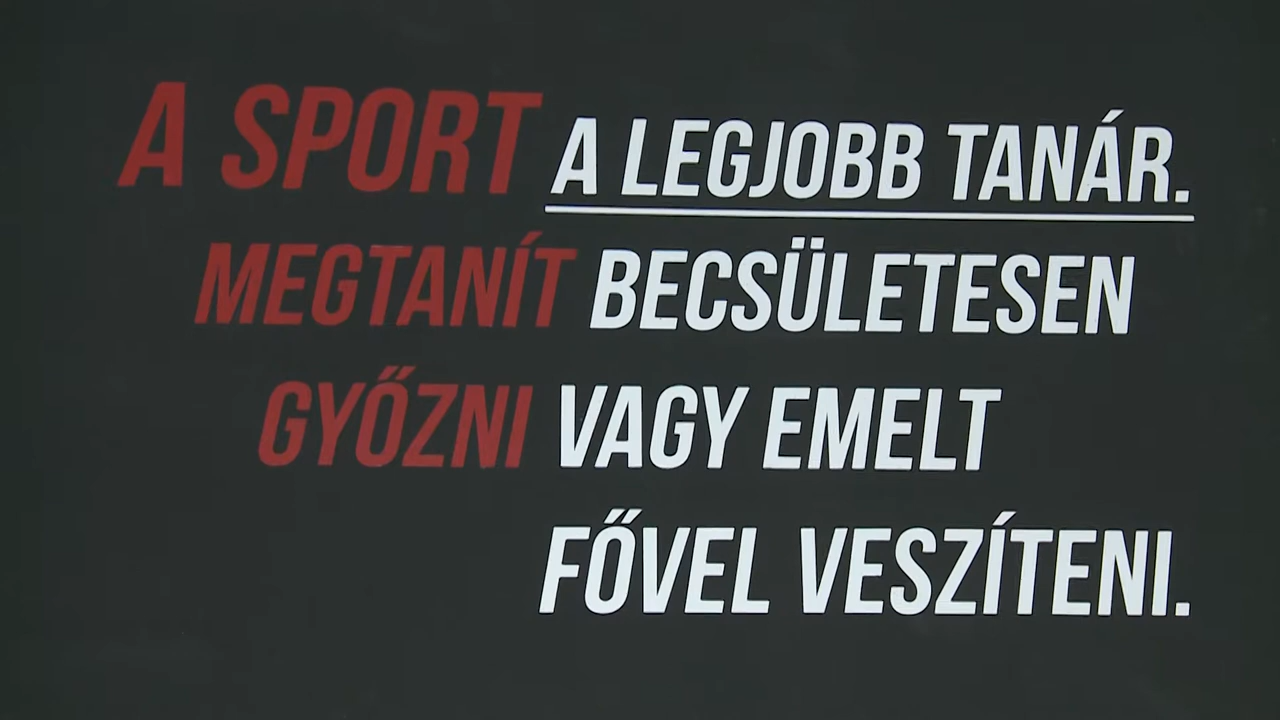 A SPORT A LEGJOBB TANÁR.
MEGTANÍT BECSÜLETESEN
GYŐZNI VAGY EMELT
FŐVEL VESZÍTENI.